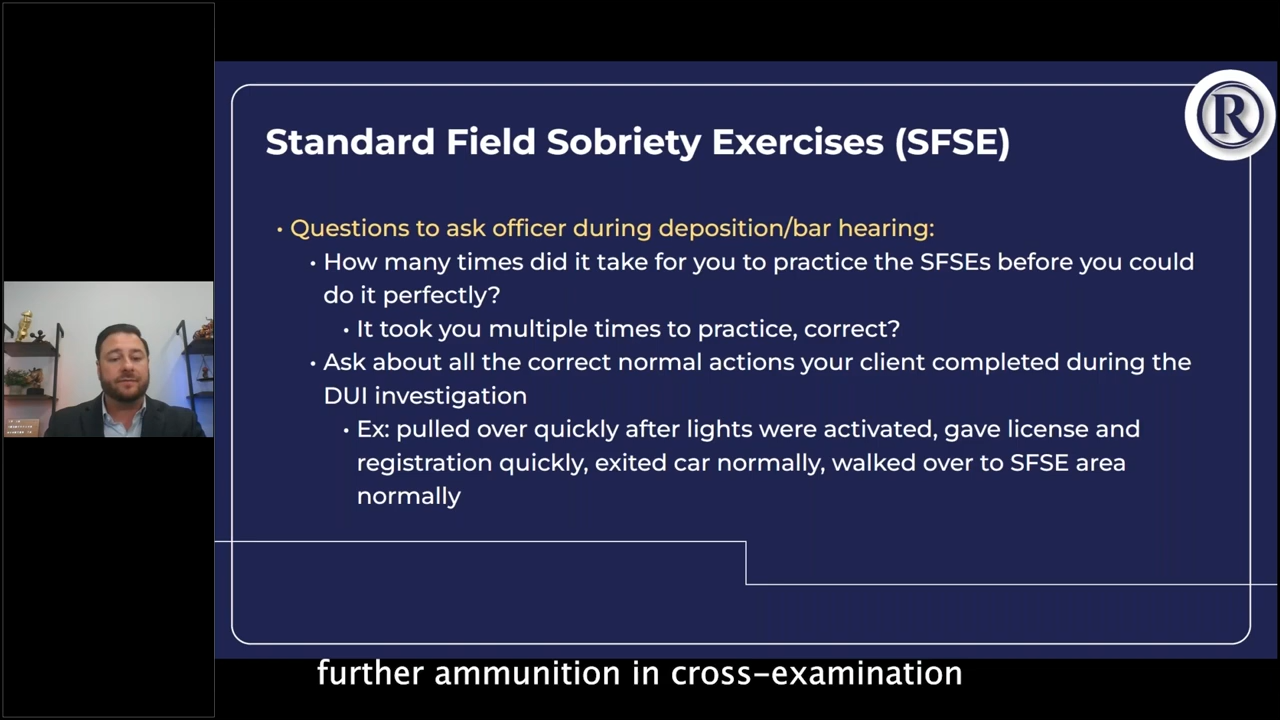 R
Standard Field Sobriety Exercises (SFSE)
• Questions to ask officer during deposition/bar hearing:
• How many times did it take for you to practice the SFSEs before you could
do it perfectly?
• It took you multiple times to practice, correct?
• Ask about all the correct normal actions your client completed during the
DUI investigation
• Ex: pulled over quickly after lights were activated, gave license and
registration quickly, exited car normally, walked over to SFSE area
normally
further ammunition in cross-examination